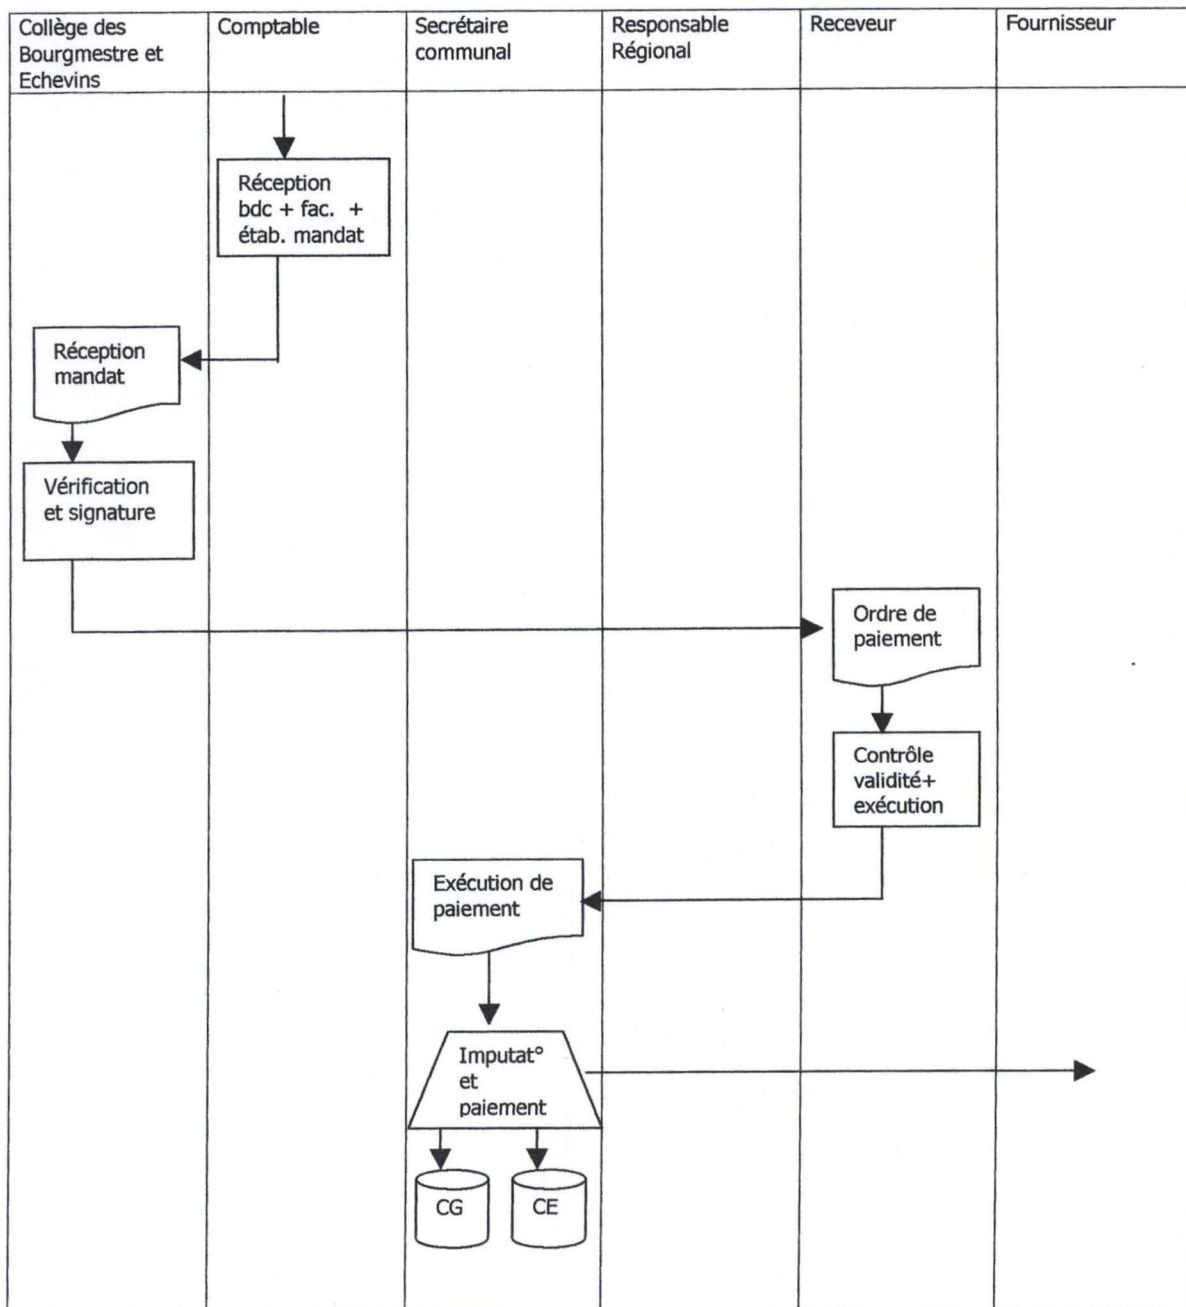 Collège des
Bourgmestre et
Echevins
Comptable
Secrétaire
communal
Responsable
Régional
Receveur
Fournisseur
Réception
bdc + fac. +
étab. mandat
Réception
mandat
Vérification
et signature
Ordre de
paiement
Contrôle
validité+
exécution
Exécution de
paiement
Imputat°
et
paiement
CG
CE